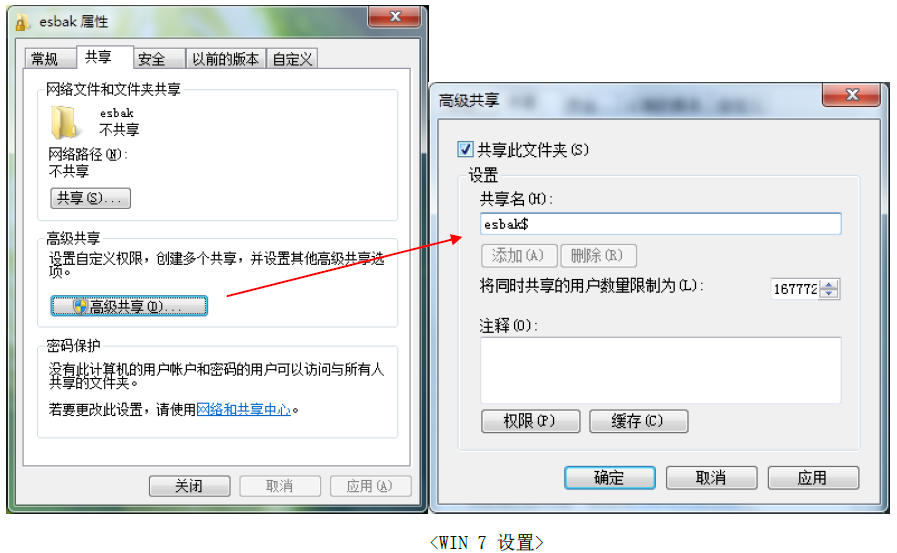 esbak 属性
常规 共享 安全 以前的版本 自定义
网络文件和文件夹共享
esbak
不共享
网络路径(N):
不共享
共享(S)...
高级共享
设置自定义权限，创建多个共享，并设置其他高级共享选
项。
高级共享(D)...
密码保护
没有此计算机的用户帐户和密码的用户可以访问与所有人
共享的文件夹。
若要更改此设置，请使用网络和共享中心。
关闭 取消 应用(A)
高级共享
共享此文件夹(S)
设置
共享名(H):
esbak$
添加(A) 删除(R)
将同时共享的用户数量限制为(L):
167772
注释(O):
权限(P) 缓存(C)
确定 取消 应用
<WIN 7 设置>